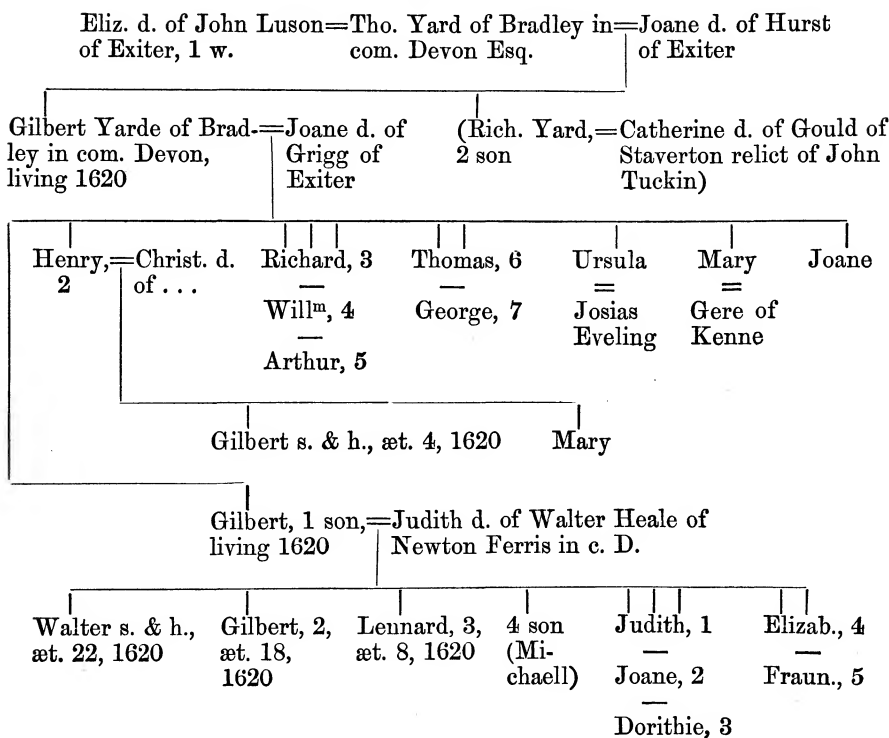 Eliz. d. of John Luson=Tho. Yard of Bradley in=Joane d. of Hurst
of Exiter, 1 w. com. Devon Esq. of Exiter
Gilbert Yarde of Brad-=Joane d. of (Rich. Yard,=Catherine d. of Gould of
ley in com. Devon, Grigg of 2 son Staverton relict of John
living 1620 Exiter Tuckin)
Henry,=Christ. d. Richard, 3 Thomas, 6 Ursula Mary Joane
2 of . . . — — = =
Willᵐ, 4 George, 7 Josias Gere of
— Eveling Kenne
Arthur, 5
Gilbert s. & h., æt. 4, 1620 Mary
Gilbert, 1 son,=Judith d. of Walter Heale of
living 1620 Newton Ferris in c. D.
Walter s. & h., Gilbert, 2, Lennard, 3, 4 son Judith, 1 Elizab., 4
æt. 22, 1620 æt. 18, æt. 8, 1620 (Mi- — —
1620 chaell) Joane, 2 Fraun., 5
—
Dorithie, 3